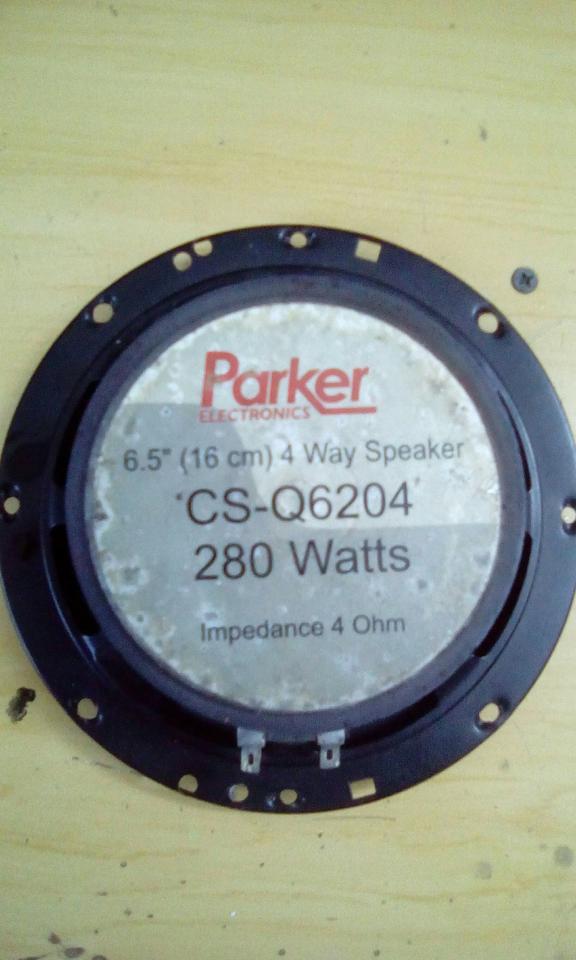 Parker
ELECTRONICS
6.5" (16 cm) 4 Way Speaker
'CS-Q6204'
280 Watts
Impedance 4 Ohm